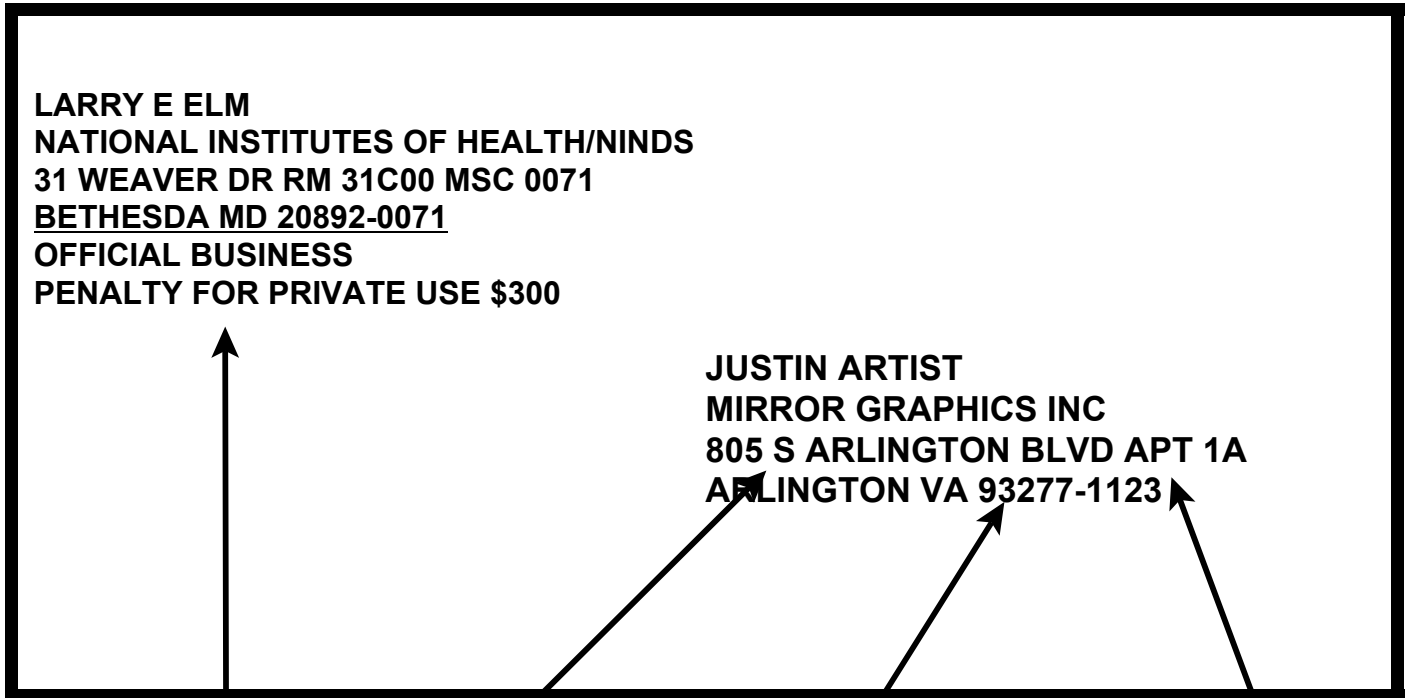 LARRY E ELM
NATIONAL INSTITUTES OF HEALTH/NINDS
31 WEAVER DR RM 31C00 MSC 0071
BETHESDA MD 20892-0071
OFFICIAL BUSINESS
PENALTY FOR PRIVATE USE $300
JUSTIN ARTIST
MIRROR GRAPHICS INC
805 S ARLINGTON BLVD APT 1A
ARLINGTON VA 93277-1123